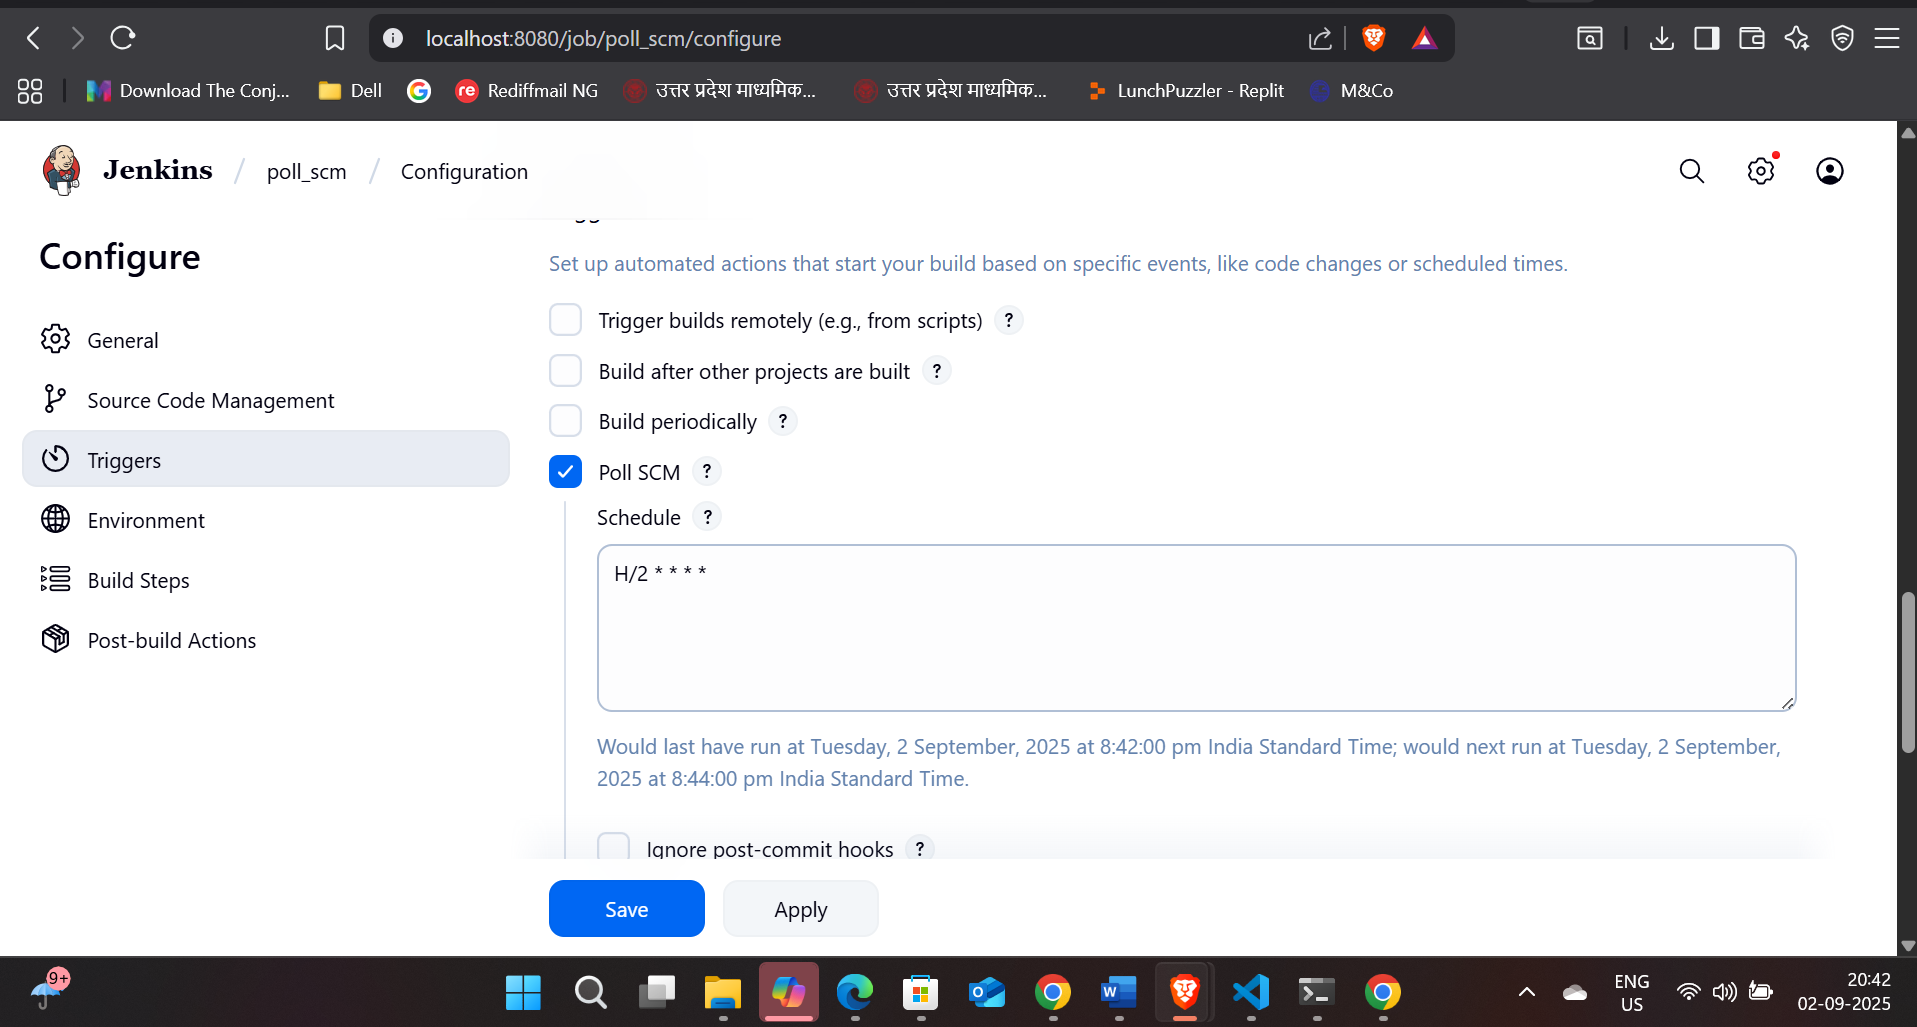 localhost:8080/job/poll_scm/configure
Download The Conj...
Dell
re
Rediffmail NG
उत्तर प्रदेश माध्यमिक...
उत्तर प्रदेश माध्यमिक...
LunchPuzzler - Replit
M&Co
Jenkins / poll_scm / Configuration
Configure
General
Source Code Management
Triggers
Environment
Build Steps
Post-build Actions
Set up automated actions that start your build based on specific events, like code changes or scheduled times.
Trigger builds remotely (e.g., from scripts) ?
Build after other projects are built ?
Build periodically ?
Poll SCM ?
Schedule ?
H/2 * * * *
Would last have run at Tuesday, 2 September, 2025 at 8:42:00 pm India Standard Time; would next run at Tuesday, 2 September,
2025 at 8:44:00 pm India Standard Time.
Ignore post-commit hooks ?
Save
Apply
9+
ENG
US
20:42
02-09-2025